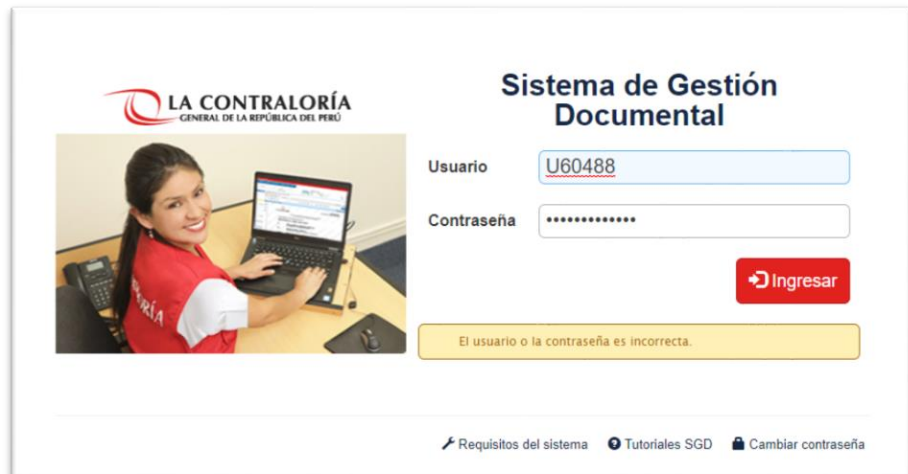 LA CONTRALORÍA
GENERAL DE LA REPÚBLICA DEL PERÚ
Sistema de Gestión
Documental
Usuario
U60488
Contraseña
•••••••••••••
Ingresar
El usuario o la contraseña es incorrecta.
Requisitos del sistema
Tutoriales SGD
Cambiar contraseña